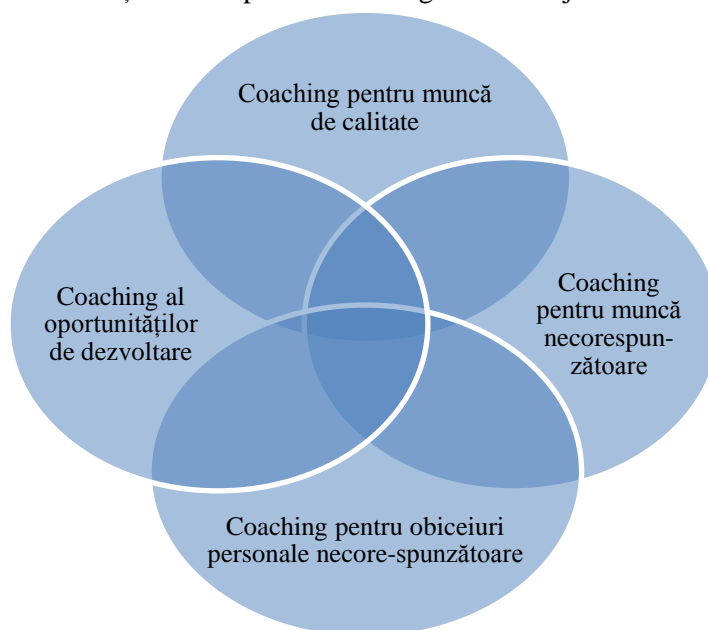 Coaching pentru muncă
de calitate
Coaching al
oportunităților
de dezvoltare
Coaching
pentru muncă
necorespun-
zătoare
Coaching pentru obiceiuri
personale necore-spunzătoare